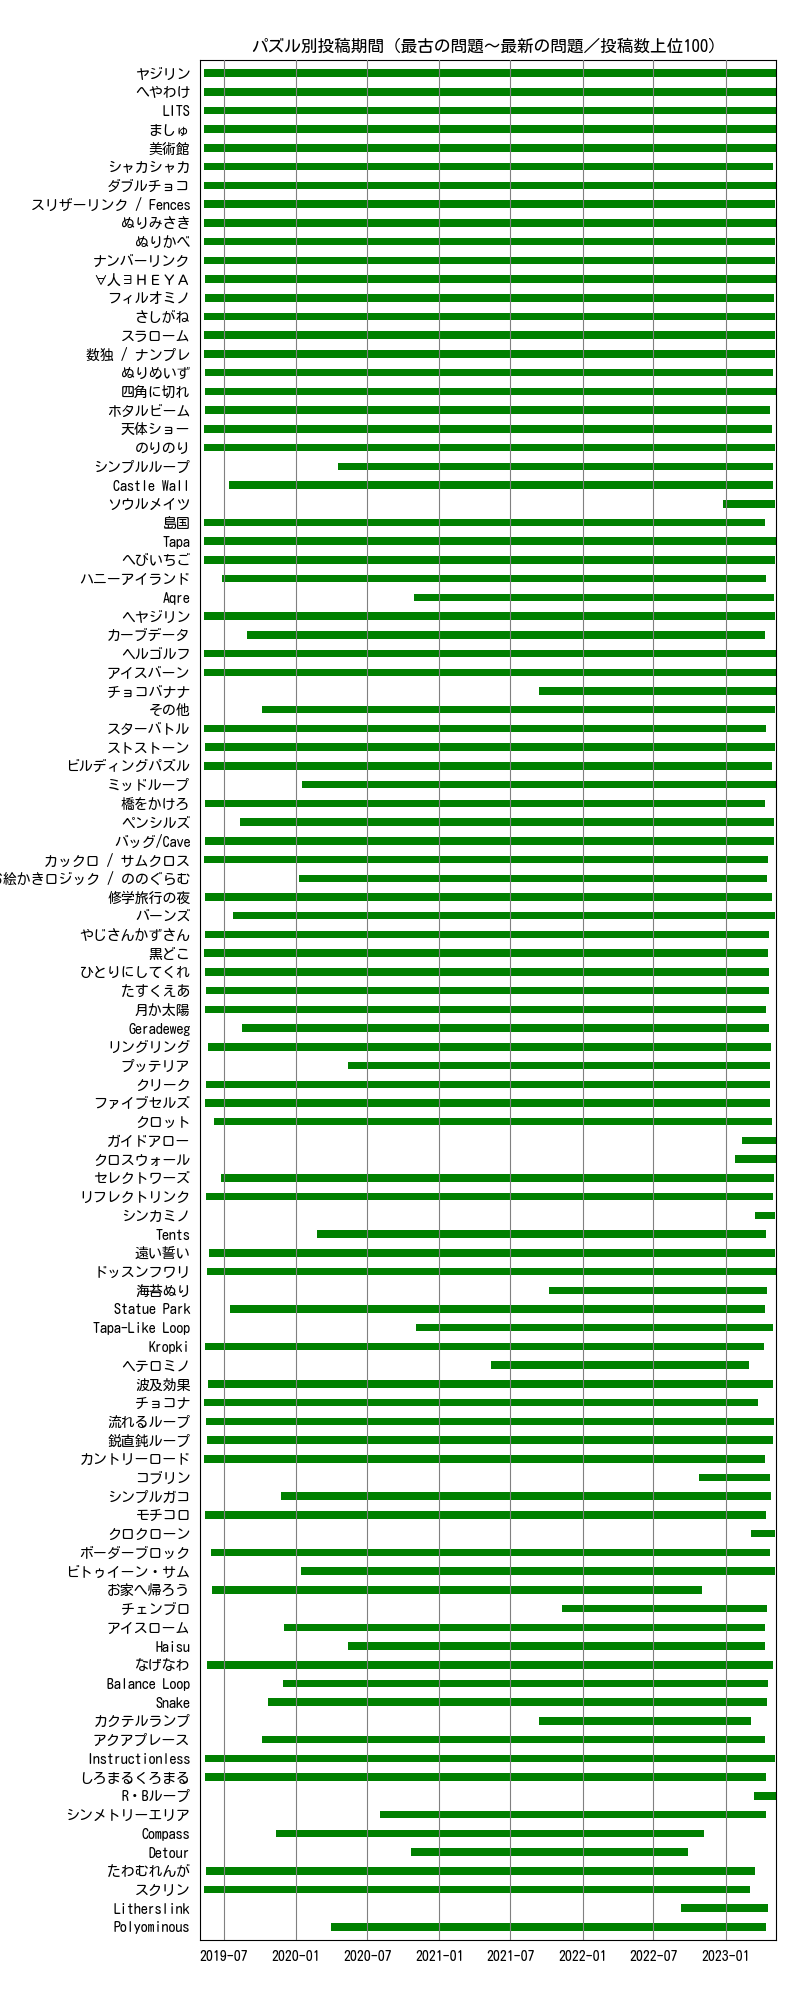 パズル別投稿期間（最古の問題～最新の問題／投稿数上位100）
ヤジリン
へやわけ
LITS
ましゅ
美術館
シャカシャカ
ダブルチョコ
スリザーリンク / Fences
ぬりみさき
ぬりかべ
ナンバーリンク
∀人∃ＨＥＹＡ
フィルオミノ
さしがね
スラローム
数独 / ナンプレ
ぬりめいず
四角に切れ
ホタルビーム
天体ショー
のりのり
シンプルループ
Castle Wall
ソウルメイツ
島国
Tapa
へびいちご
ハニーアイランド
Aqre
ヘヤジリン
カーブデータ
ヘルゴルフ
アイスバーン
チョコバナナ
その他
スターバトル
ストストーン
ビルディングパズル
ミッドループ
橋をかけろ
ペンシルズ
バッグ/Cave
カックロ / サムクロス
絵かきロジック / ののぐらむ
修学旅行の夜
バーンズ
やじさんかずさん
黒どこ
ひとりにしてくれ
たすくえあ
月か太陽
Geradeweg
リングリング
プッテリア
クリーク
ファイブセルズ
クロット
ガイドアロー
クロスウォール
セレクトワーズ
リフレクトリンク
シンカミノ
Tents
遠い誓い
ドッスンフワリ
海苔ぬり
Statue Park
Tapa-Like Loop
Kropki
ヘテロミノ
波及効果
チョコナ
流れるループ
鋭直鈍ループ
カントリーロード
コブリン
シンプルガコ
モチコロ
クロクローン
ボーダーブロック
ビトゥイーン・サム
お家へ帰ろう
チェンブロ
アイスローム
Haisu
なげなわ
Balance Loop
Snake
カクテルランプ
アクアプレース
Instructionless
しろまるくろまる
R・Bループ
シンメトリーエリア
Compass
Detour
たわむれんが
スクリン
Litherslink
Polyominous
2019-07 2020-01 2020-07 2021-01 2021-07 2022-01 2022-07 2023-01